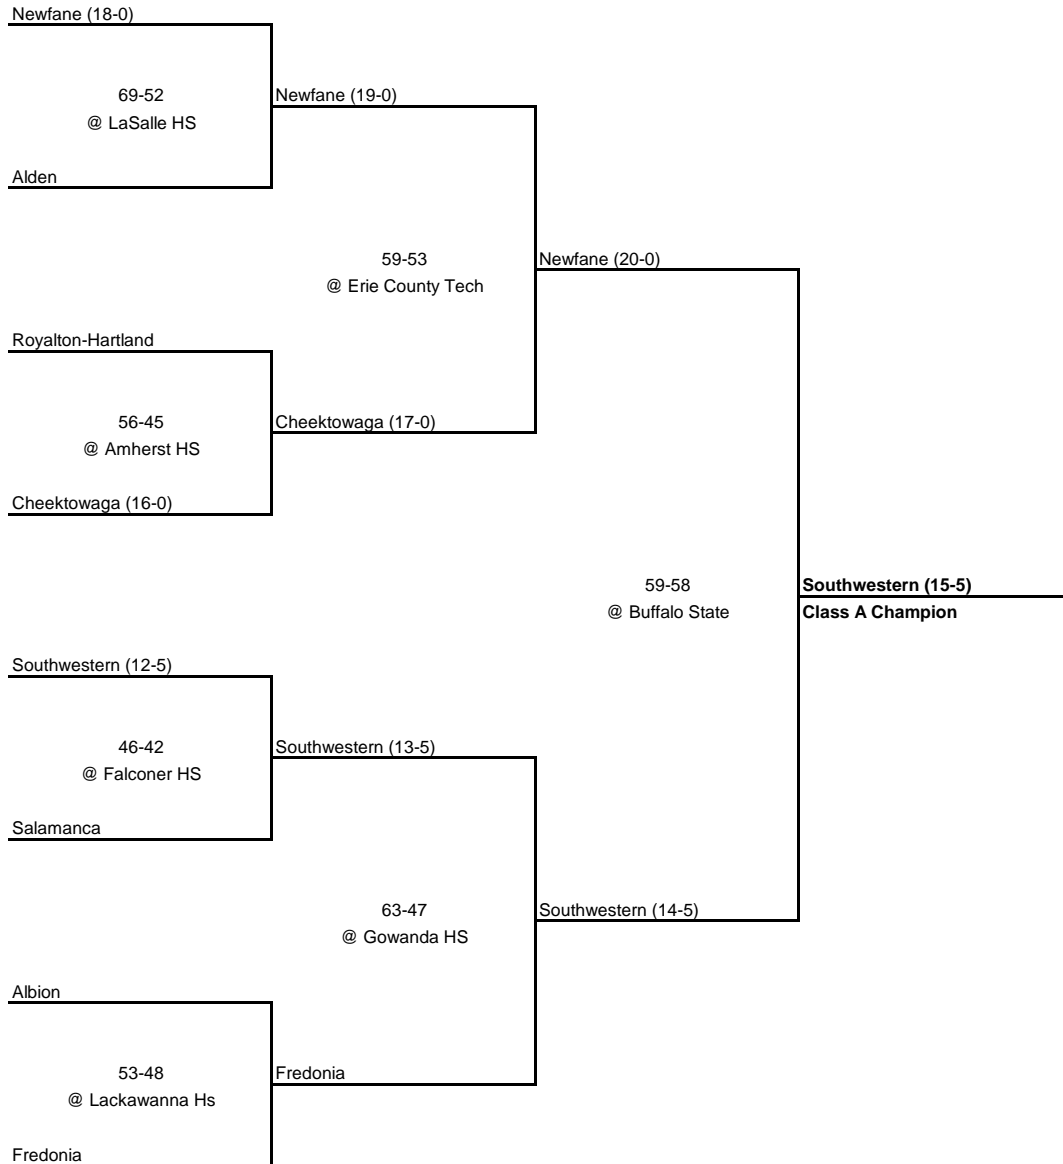 Newfane (18-0)
69-52
@ LaSalle HS
Newfane (19-0)
Alden
59-53
@ Erie County Tech
Newfane (20-0)
Royalton-Hartland
56-45
@ Amherst HS
Cheektowaga (17-0)
Cheektowaga (16-0)
59-58
@ Buffalo State
Southwestern (15-5)
Class A Champion
Southwestern (12-5)
46-42
@ Falconer HS
Southwestern (13-5)
Salamanca
63-47
@ Gowanda HS
Southwestern (14-5)
Albion
53-48
@ Lackawanna Hs
Fredonia
Fredonia